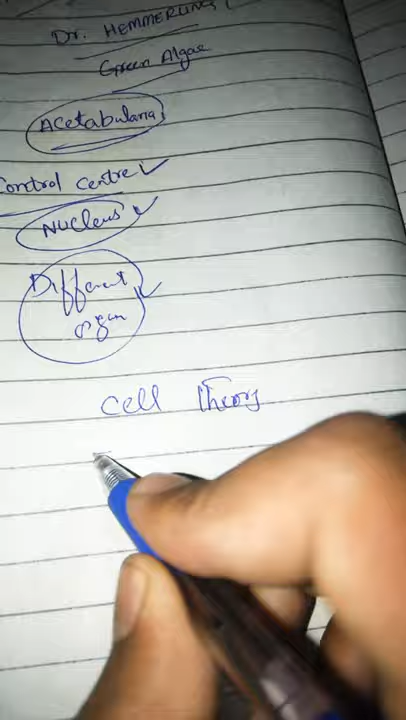 Dr. HEMMERLING
Green Algae
Acetabularia
Control Centre
Nucleus
Different
organ
Cell Theory